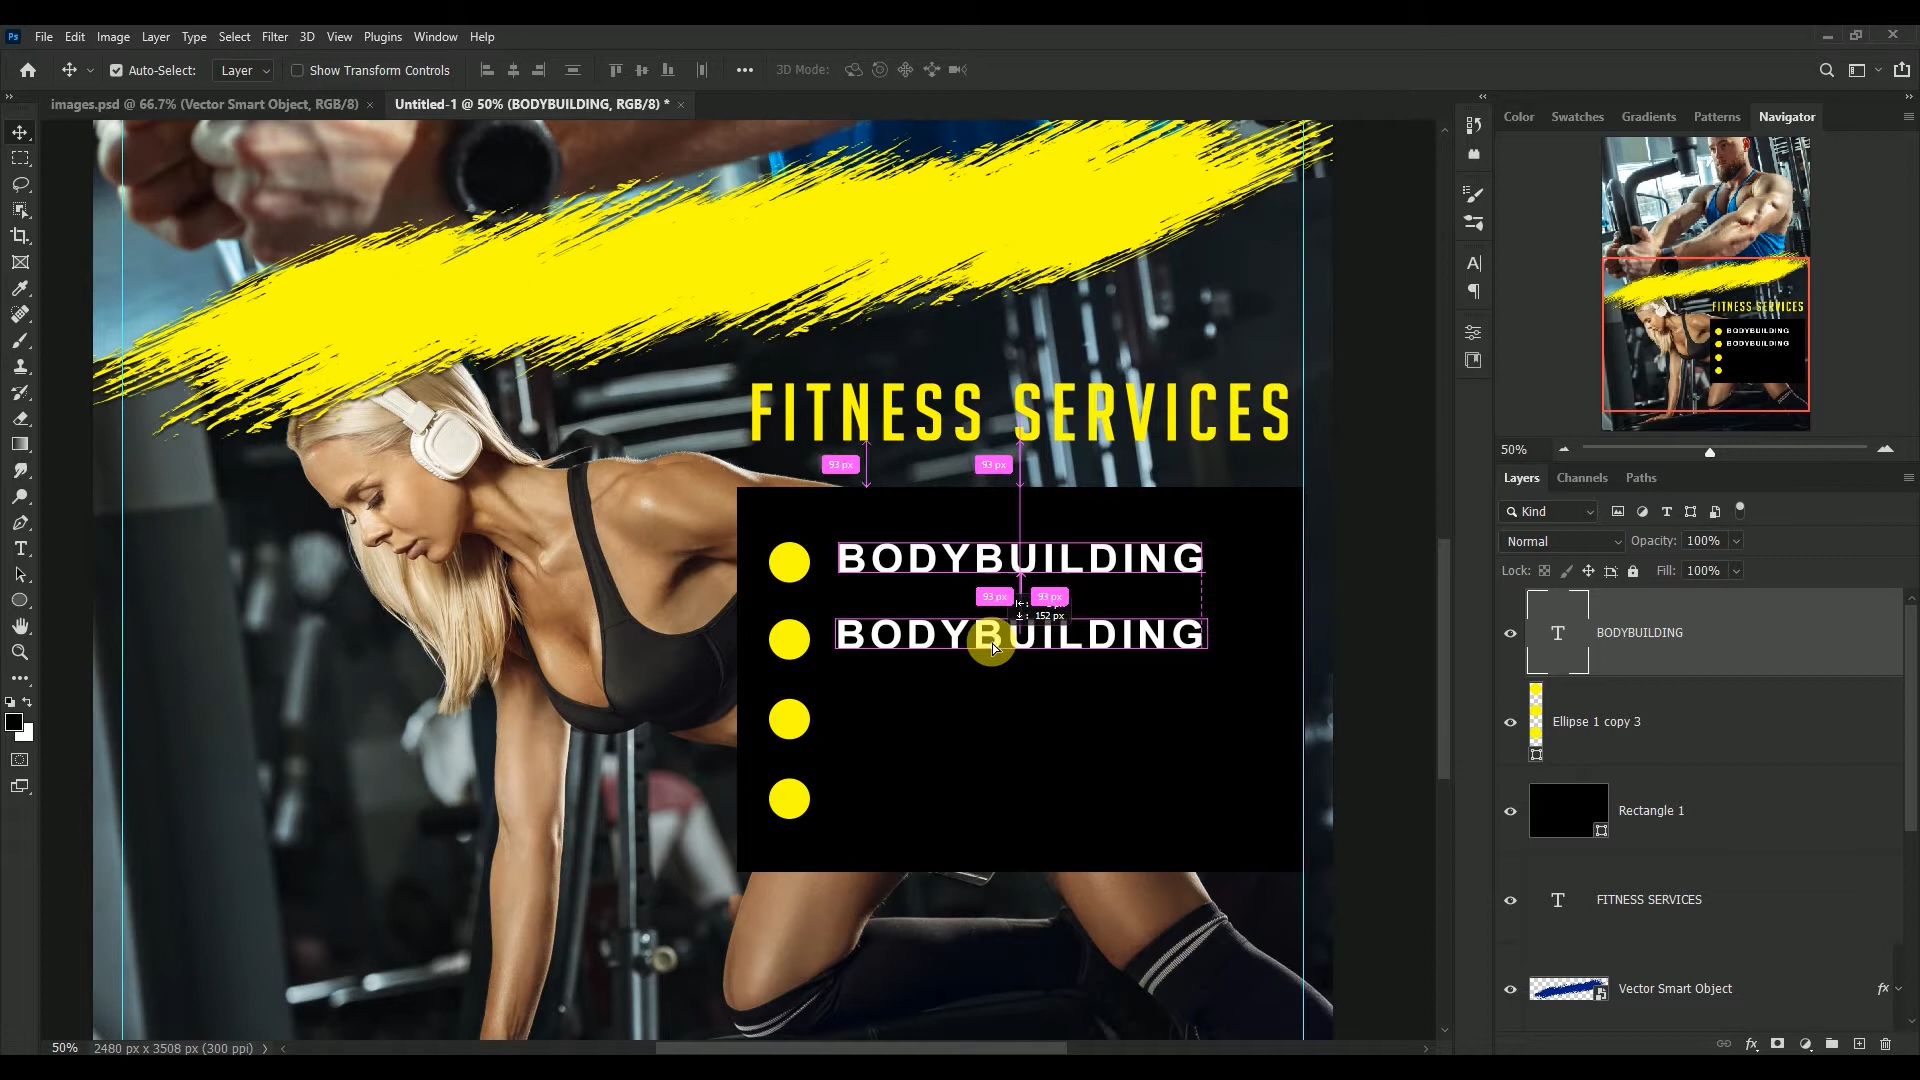 Ps File Edit Image Layer Type Select Filter 3D View Plugins Window Help
Auto-Select: Layer Show Transform Controls 3D Mode:
images.psd @ 66.7% (Vector Smart Object, RGB/8) × Untitled-1 @ 50% (BODYBUILDING, RGB/8) * ×
Color Swatches Gradients Patterns Navigator
FITNESS SERVICES
BODYBUILDING
BODYBUILDING
50%
Layers Channels Paths
Kind
Normal Opacity: 100%
Lock: Fill: 100%
BODYBUILDING
Ellipse 1 copy 3
Rectangle 1
FITNESS SERVICES
Vector Smart Object fx
FITNESS SERVICES
93 px 93 px
BODYBUILDING
93 px 93 px
152 px
BODYBUILDING
50% 2480 px x 3508 px (300 ppi)